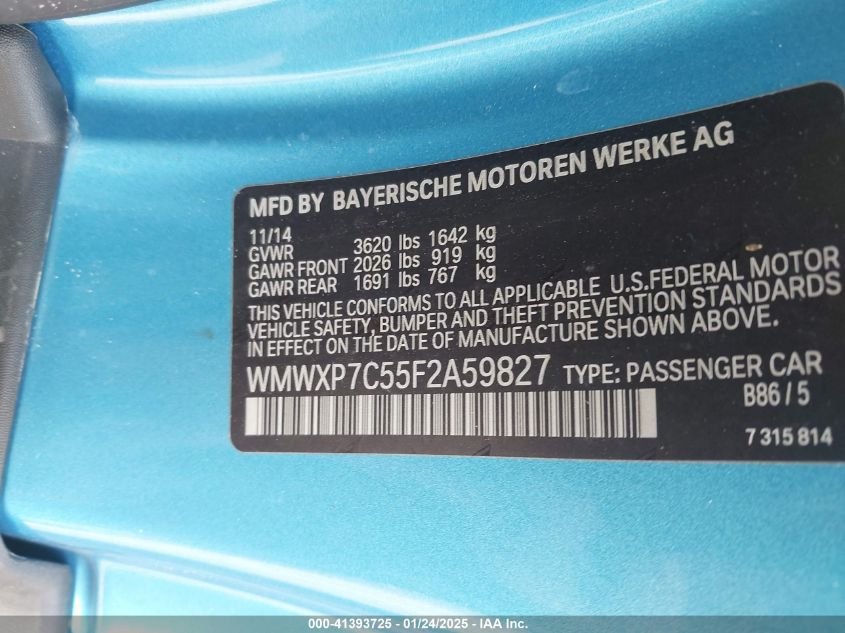 MFD BY BAYERISCHE MOTOREN WERKE AG
11/14
GVWR 3620 lbs 1642 kg
GAWR FRONT 2026 lbs 919 kg
GAWR REAR 1691 lbs 767 kg
THIS VEHICLE CONFORMS TO ALL APPLICABLE U.S.FEDERAL MOTOR
VEHICLE SAFETY, BUMPER AND THEFT PREVENTION STANDARDS
IN EFFECT ON THE DATE OF MANUFACTURE SHOWN ABOVE.
WMWXP7C55F2A59827 TYPE: PASSENGER CAR
B86 / 5
7 315 814
000-41393725 - 01/24/2025 - IAA Inc.